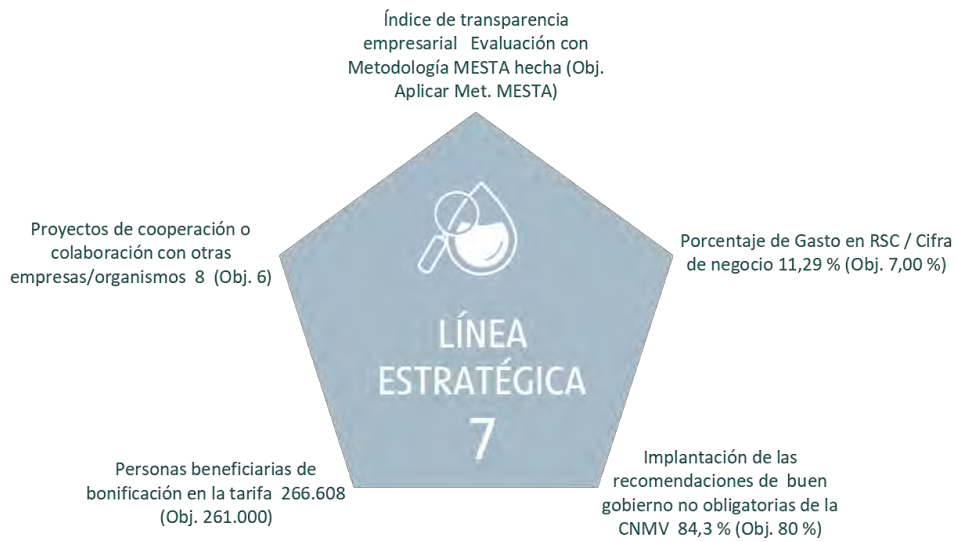 Índice de transparencia
empresarial Evaluación con
Metodología MESTA hecha (Obj.
Aplicar Met. MESTA)
Proyectos de cooperación o
colaboración con otras
empresas/organismos 8 (Obj. 6)
Porcentaje de Gasto en RSC / Cifra
de negocio 11,29 % (Obj. 7,00 %)
LÍNEA
ESTRATÉGICA
7
Personas beneficiarias de
bonificación en la tarifa 266.608
(Obj. 261.000)
Implantación de las
recomendaciones de buen
gobierno no obligatorias de la
CNMV 84,3 % (Obj. 80 %)